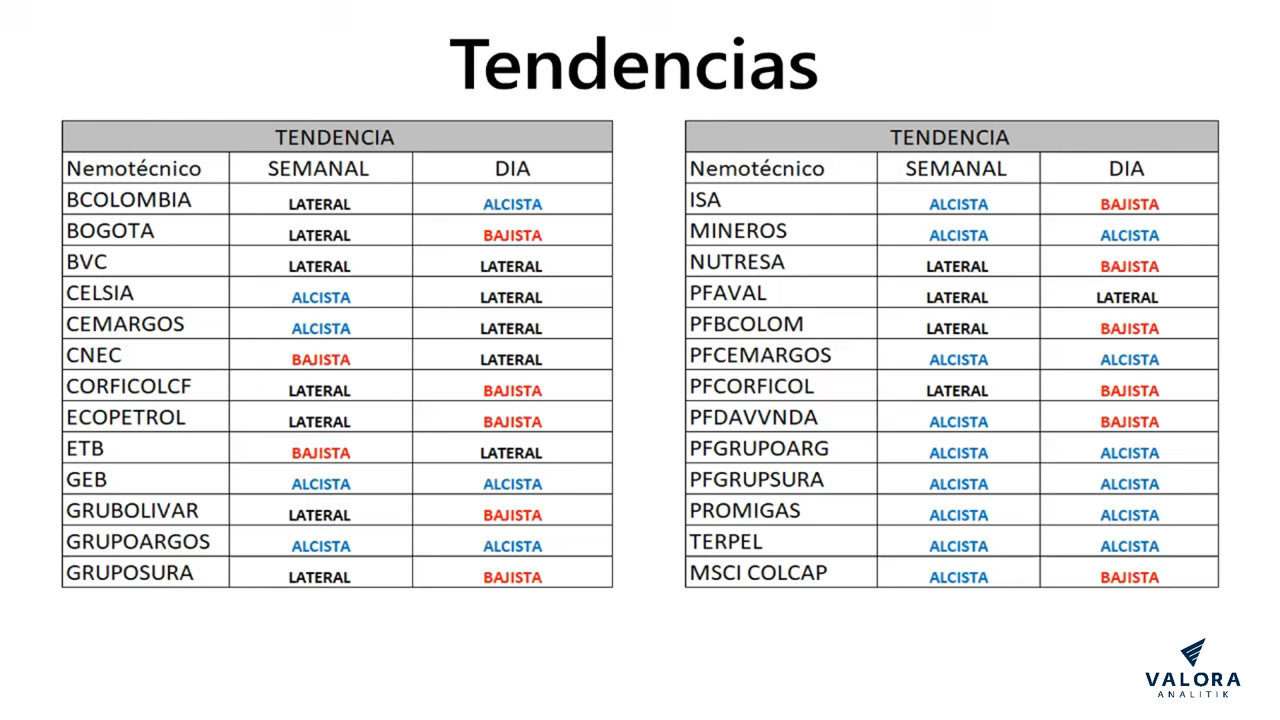 Tendencias
TENDENCIA
Nemotécnico SEMANAL DIA
BCOLOMBIA LATERAL ALCISTA
BOGOTA LATERAL BAJISTA
BVC LATERAL LATERAL
CELSIA ALCISTA LATERAL
CEMARGOS ALCISTA LATERAL
CNEC BAJISTA LATERAL
CORFICOLCF LATERAL BAJISTA
ECOPETROL LATERAL BAJISTA
ETB BAJISTA LATERAL
GEB ALCISTA ALCISTA
GRUBOLIVAR LATERAL BAJISTA
GRUPOARGOS ALCISTA ALCISTA
GRUPOSURA LATERAL BAJISTA
TENDENCIA
Nemotécnico SEMANAL DIA
ISA ALCISTA BAJISTA
MINEROS ALCISTA ALCISTA
NUTRESA LATERAL BAJISTA
PFAVAL LATERAL LATERAL
PFBCOLOM LATERAL BAJISTA
PFCEMARGOS ALCISTA ALCISTA
PFCORFICOL LATERAL BAJISTA
PFDAVVNDA ALCISTA BAJISTA
PFGRUPOARG ALCISTA ALCISTA
PFGRUPSURA ALCISTA ALCISTA
PROMIGAS ALCISTA ALCISTA
TERPEL ALCISTA ALCISTA
MSCI COLCAP ALCISTA BAJISTA
VALORA
ANALITIK